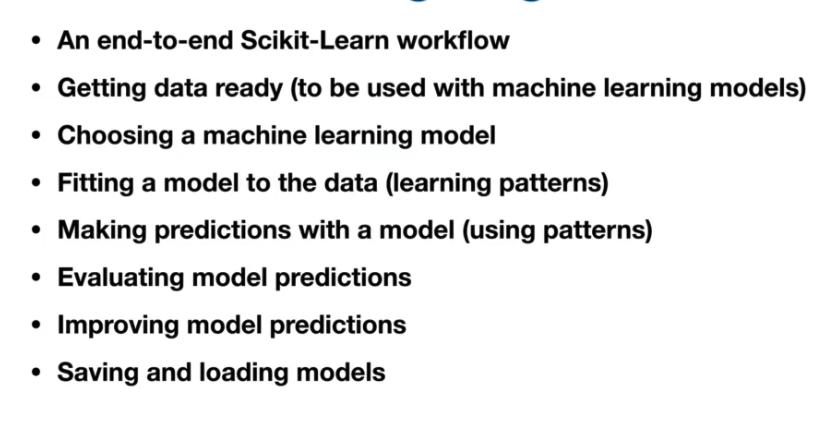 • An end-to-end Scikit-Learn workflow
• Getting data ready (to be used with machine learning models)
• Choosing a machine learning model
• Fitting a model to the data (learning patterns)
• Making predictions with a model (using patterns)
• Evaluating model predictions
• Improving model predictions
• Saving and loading models